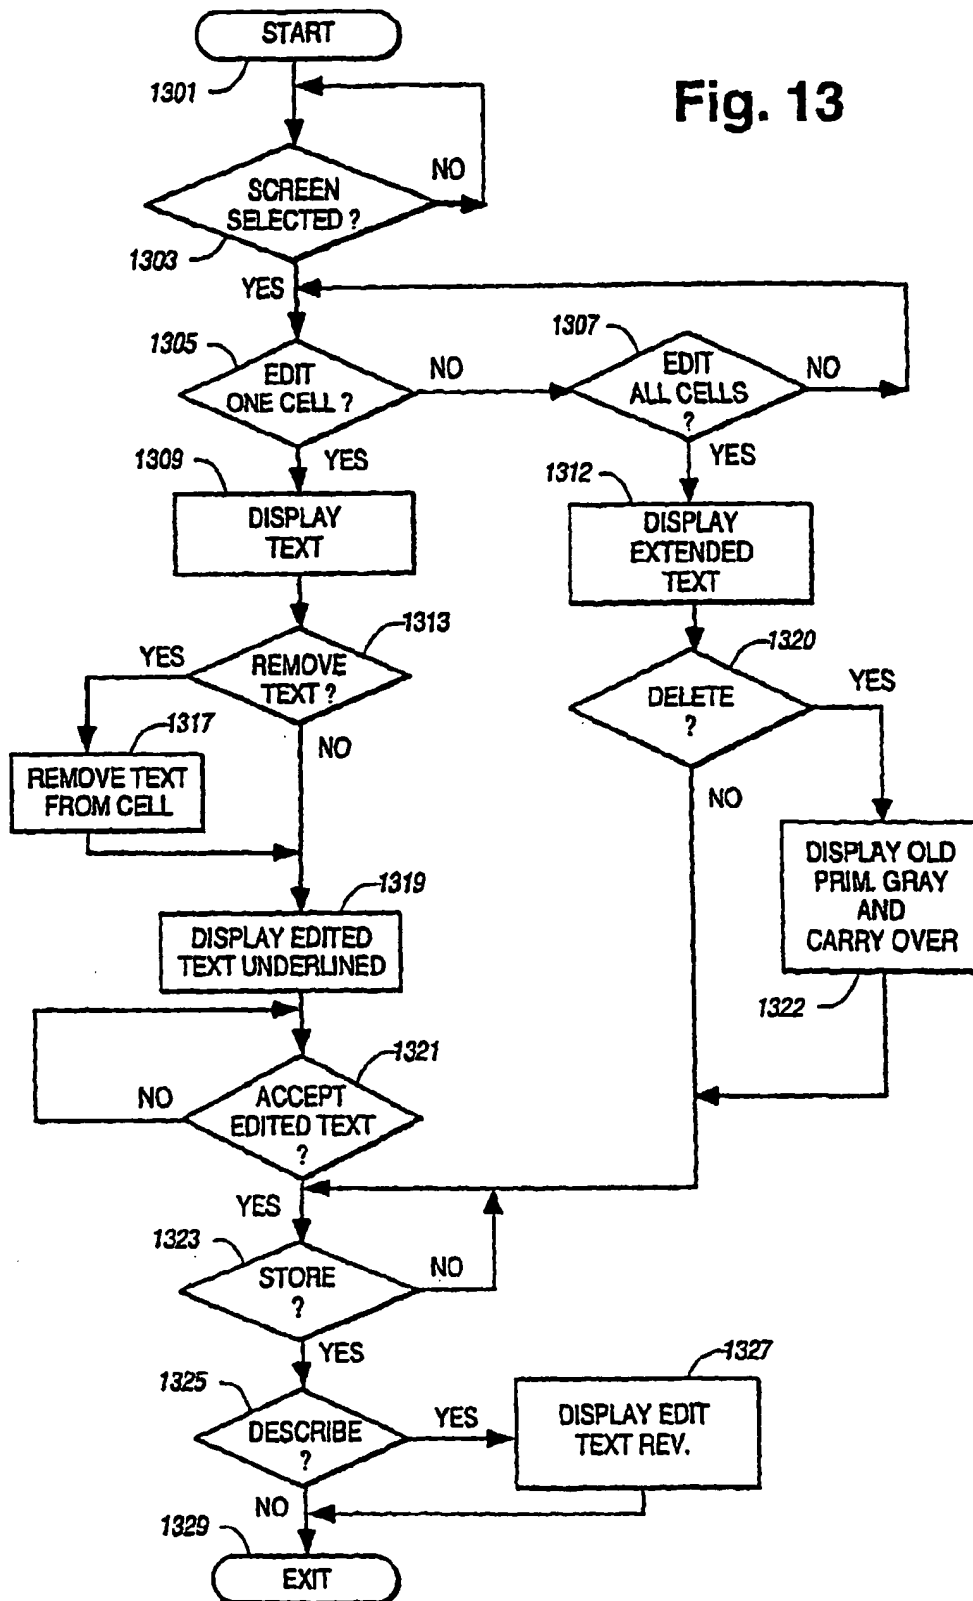 START
1301
Fig. 13
NO
SCREEN
SELECTED ?
1303
YES
1305
EDIT
ONE CELL ?
NO
1307
EDIT
ALL CELLS
?
NO
YES
1309
DISPLAY
TEXT
YES
1312
DISPLAY
EXTENDED
TEXT
1313
YES
REMOVE
TEXT ?
NO
1317
REMOVE TEXT
FROM CELL
1320
DELETE
?
YES
NO
DISPLAY OLD
PRIM. GRAY
AND
CARRY OVER
1322
1319
DISPLAY EDITED
TEXT UNDERLINED
1321
NO
ACCEPT
EDITED TEXT
?
YES
1323
STORE
?
NO
YES
1325
DESCRIBE
?
YES
1327
DISPLAY EDIT
TEXT REV.
NO
1329
EXIT